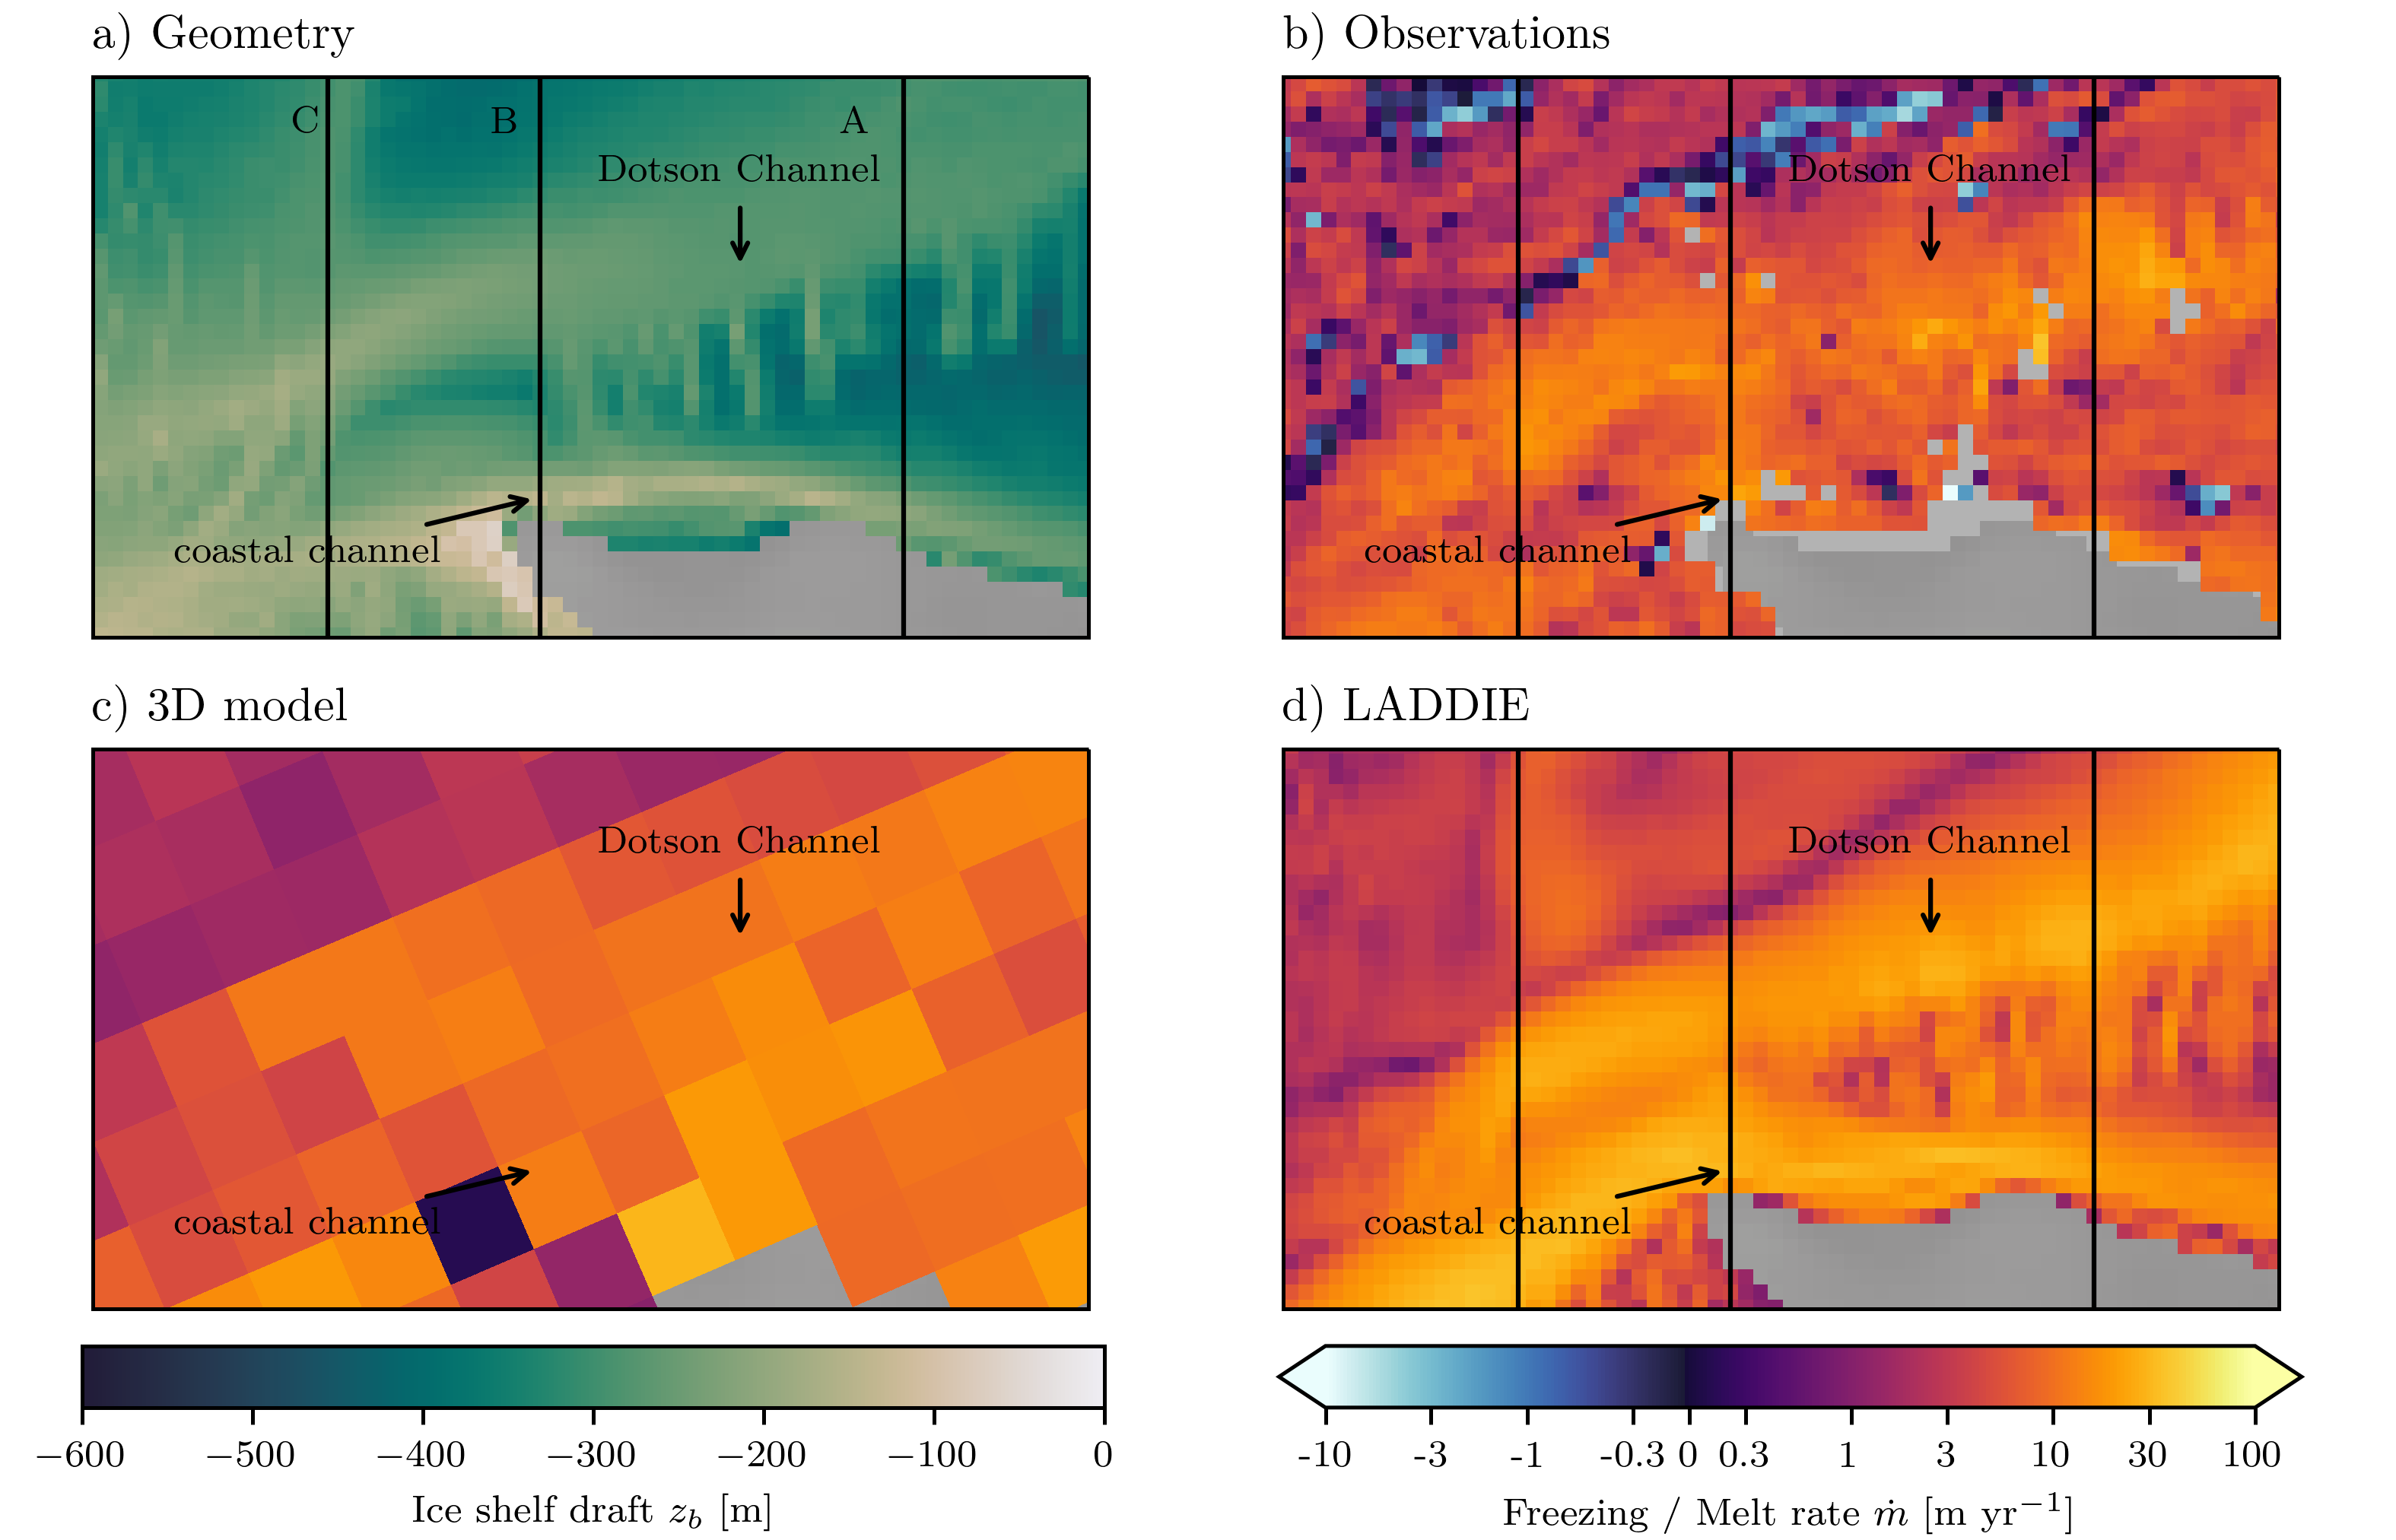 a) Geometry
b) Observations
C
B
A
Dotson Channel
coastal channel
Dotson Channel
coastal channel
c) 3D model
d) LADDIE
Dotson Channel
coastal channel
Dotson Channel
coastal channel
−600 −500 −400 −300 −200 −100 0
Ice shelf draft z_b [m]
-10 -3 -1 -0.3 0 0.3 1 3 10 30 100
Freezing / Melt rate ṁ [m yr⁻¹]